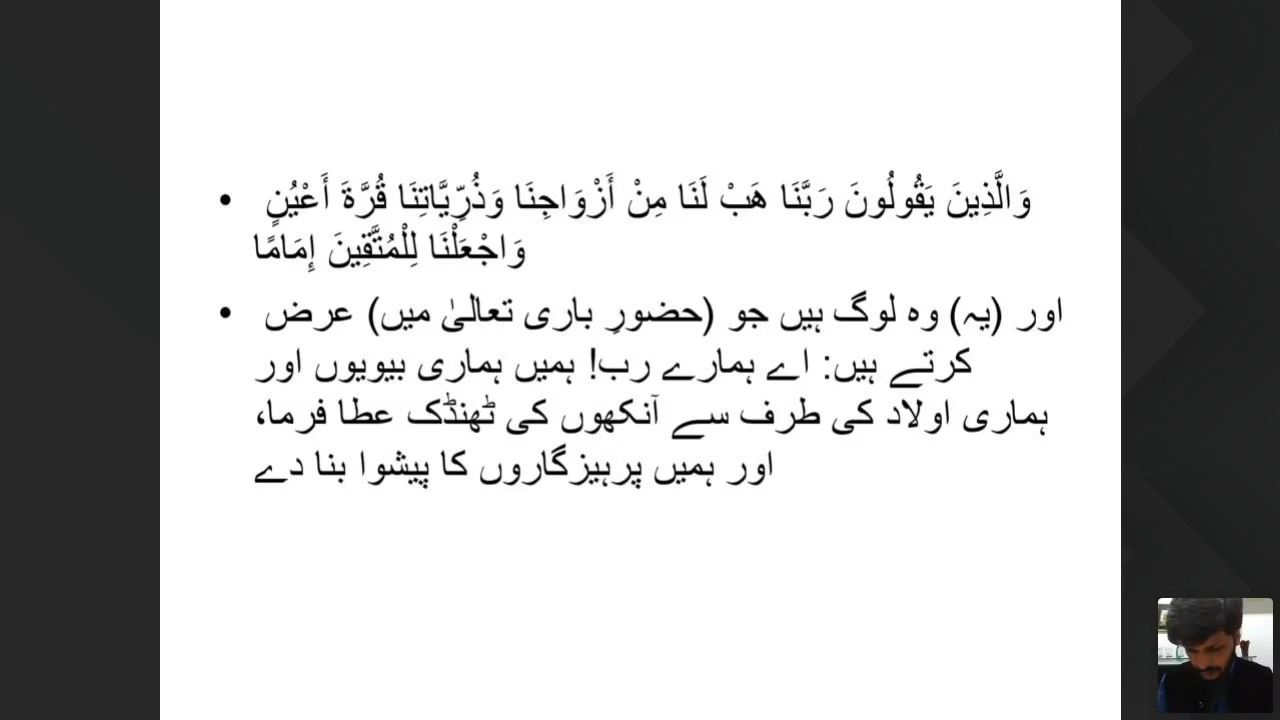 • وَالَّذِينَ يَقُولُونَ رَبَّنَا هَبْ لَنَا مِنْ أَزْوَاجِنَا وَذُرِّيَّاتِنَا قُرَّةَ أَعْيُنٍ
وَاجْعَلْنَا لِلْمُتَّقِينَ إِمَامًا
• اور (یہ) وہ لوگ ہیں جو (حضورِ باری تعالیٰ میں) عرض
کرتے ہیں: اے ہمارے رب! ہمیں ہماری بیویوں اور
ہماری اولاد کی طرف سے آنکھوں کی ٹھنڈک عطا فرما،
اور ہمیں پرہیزگاروں کا پیشوا بنا دے